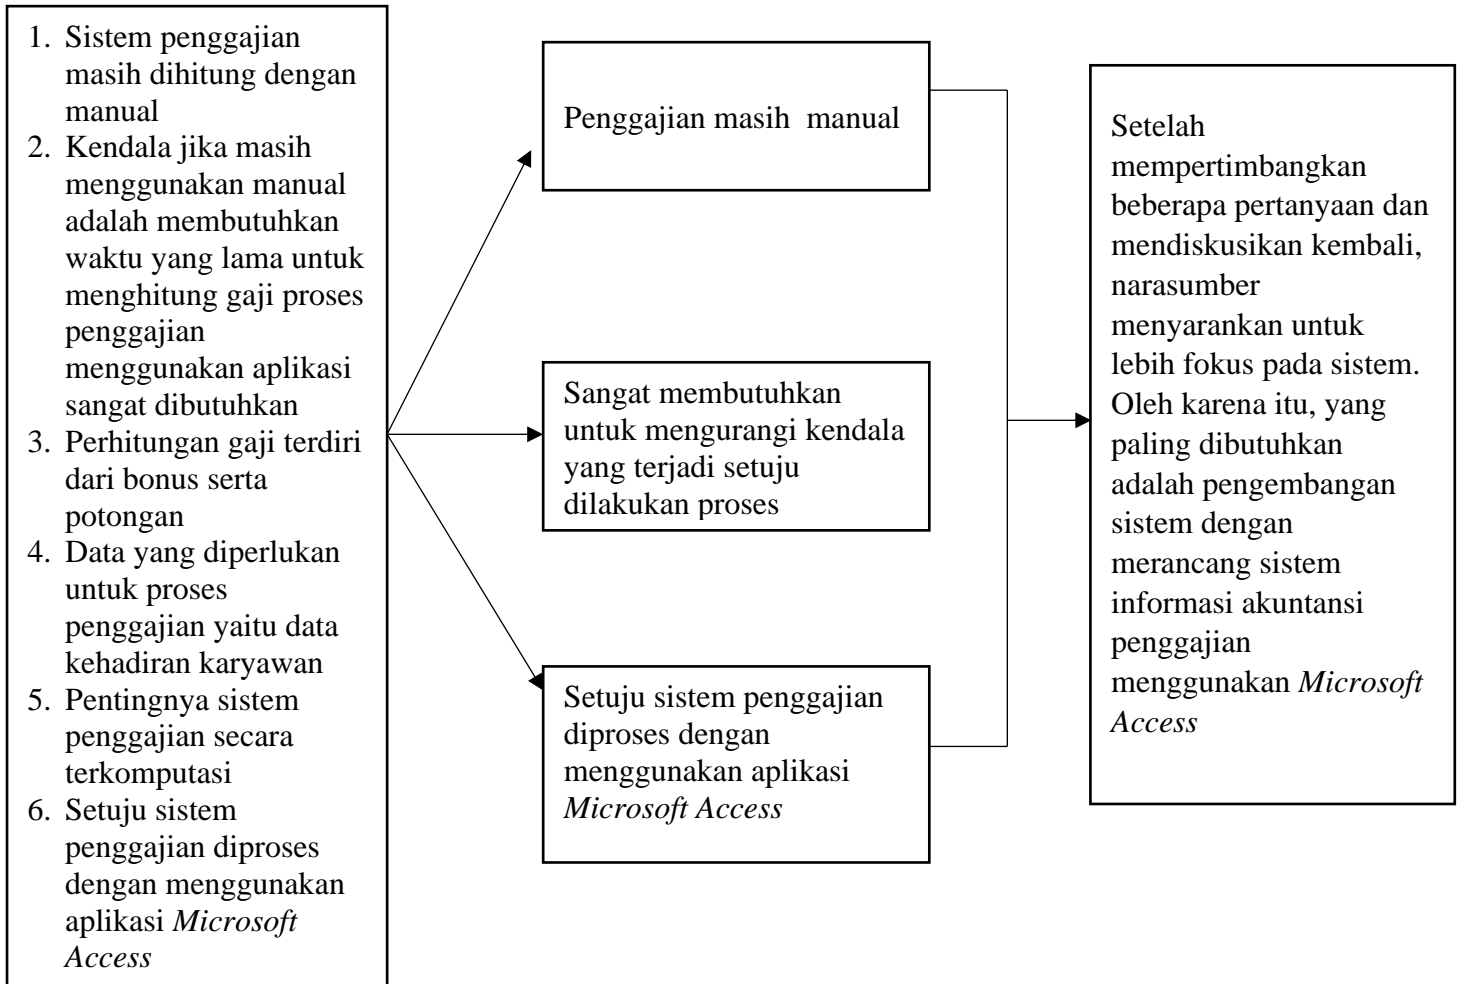 1. Sistem penggajian
masih dihitung dengan
manual
2. Kendala jika masih
menggunakan manual
adalah membutuhkan
waktu yang lama untuk
menghitung gaji proses
penggajian
menggunakan aplikasi
sangat dibutuhkan
3. Perhitungan gaji terdiri
dari bonus serta
potongan
4. Data yang diperlukan
untuk proses
penggajian yaitu data
kehadiran karyawan
5. Pentingnya sistem
penggajian secara
terkomputasi
6. Setuju sistem
penggajian diproses
dengan menggunakan
aplikasi Microsoft
Access
Penggajian masih manual
Sangat membutuhkan
untuk mengurangi kendala
yang terjadi setuju
dilakukan proses
Setuju sistem penggajian
diproses dengan
menggunakan aplikasi
Microsoft Access
Setelah
mempertimbangkan
beberapa pertanyaan dan
mendiskusikan kembali,
narasumber
menyarankan untuk
lebih fokus pada sistem.
Oleh karena itu, yang
paling dibutuhkan
adalah pengembangan
sistem dengan
merancang sistem
informasi akuntansi
penggajian
menggunakan Microsoft
Access